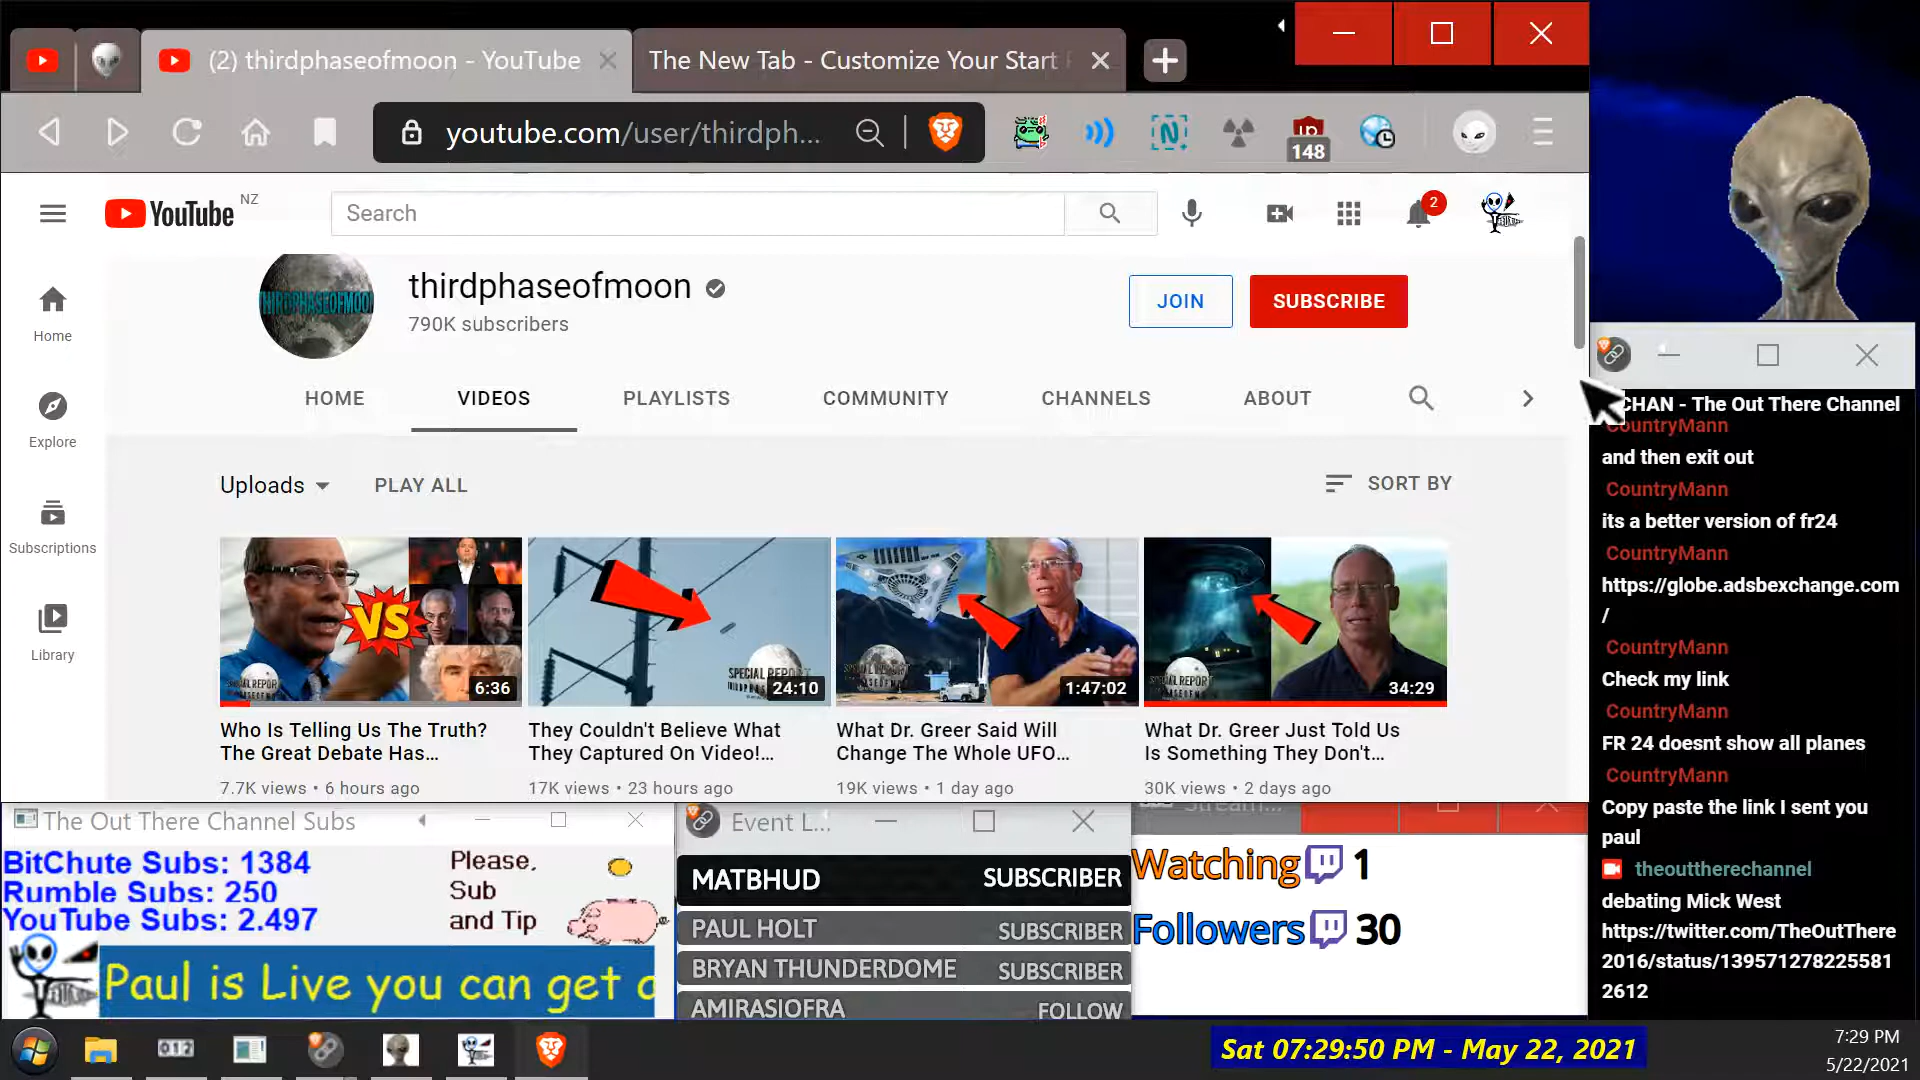 (2) thirdphaseofmoon - YouTube
The New Tab - Customize Your Start
youtube.com/user/thirdph...
148
YouTube NZ
Search
2
Home
Explore
Subscriptions
Library
THIRDPHASEOFMOON
thirdphaseofmoon
790K subscribers
JOIN
SUBSCRIBE
HOME
VIDEOS
PLAYLISTS
COMMUNITY
CHANNELS
ABOUT
Uploads
PLAY ALL
SORT BY
VS
6:36
SPECIAL REPORT
24:10
1:47:02
34:29
Who Is Telling Us The Truth?
The Great Debate Has...
7.7K views • 6 hours ago
They Couldn't Believe What
They Captured On Video!...
17K views • 23 hours ago
What Dr. Greer Said Will
Change The Whole UFO...
19K views • 1 day ago
What Dr. Greer Just Told Us
Is Something They Don't...
30K views • 2 days ago
CHAN - The Out There Channel
CountryMann
and then exit out
CountryMann
its a better version of fr24
CountryMann
https://globe.adsbexchange.com
/
CountryMann
Check my link
CountryMann
FR 24 doesnt show all planes
CountryMann
Copy paste the link I sent you
paul
theouttherechannel
debating Mick West
https://twitter.com/TheOutThere
2016/status/139571278225581
2612
The Out There Channel Subs
BitChute Subs: 1384
Rumble Subs: 250
YouTube Subs: 2.497
Please,
Sub
and Tip
Paul is Live you can get
Event L...
MATBHUD SUBSCRIBER
PAUL HOLT SUBSCRIBER
BRYAN THUNDERDOME SUBSCRIBER
AMIRASIOFRA FOLLOW
Stream...
Watching 1
Followers 30
012
Sat 07:29:50 PM - May 22, 2021
7:29 PM
5/22/2021